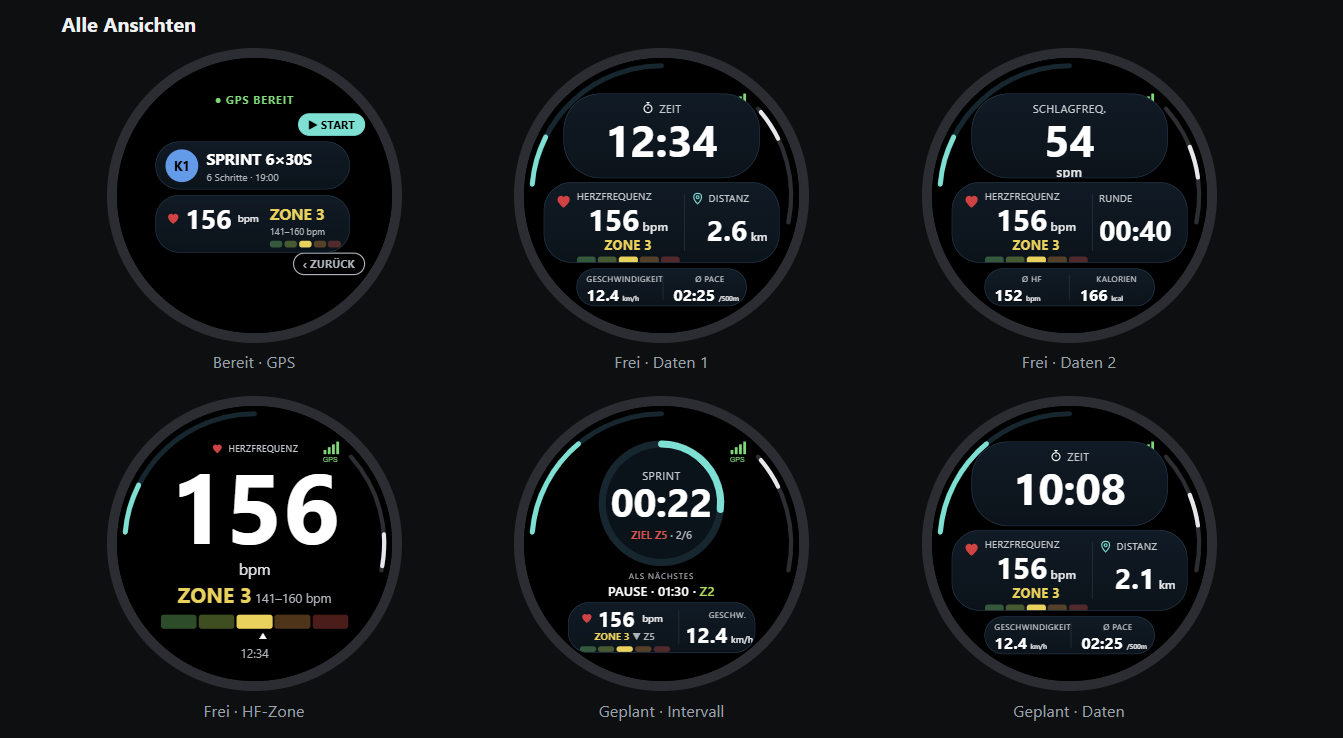 Alle Ansichten
● GPS BEREIT
▶ START
K1 SPRINT 6×30S
6 Schritte · 19:00
156 bpm ZONE 3
141–160 bpm
‹ ZURÜCK
Bereit · GPS
ZEIT
12:34
HERZFREQUENZ DISTANZ
156 bpm 2.6 km
ZONE 3
GESCHWINDIGKEIT Ø PACE
12.4 km/h 02:25 /500m
Frei · Daten 1
SCHLAGFREQ.
54
spm
HERZFREQUENZ RUNDE
156 bpm 00:40
ZONE 3
Ø HF KALORIEN
152 bpm 166 kcal
Frei · Daten 2
HERZFREQUENZ
GPS
156
bpm
ZONE 3 141–160 bpm
12:34
Frei · HF-Zone
GPS
SPRINT
00:22
ZIEL Z5 · 2/6
ALS NÄCHSTES
PAUSE · 01:30 · Z2
156 bpm GESCHW.
ZONE 3 ▼ Z5 12.4 km/h
Geplant · Intervall
ZEIT
10:08
HERZFREQUENZ DISTANZ
156 bpm 2.1 km
ZONE 3
GESCHWINDIGKEIT Ø PACE
12.4 km/h 02:25 /500m
Geplant · Daten